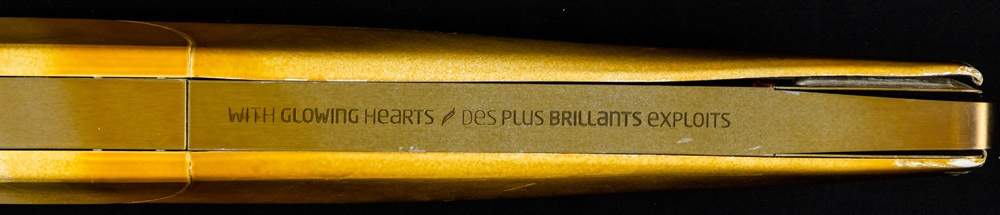 WITH GLOWING HEARTS / DES PLUS BRILLANTS EXPLOITS